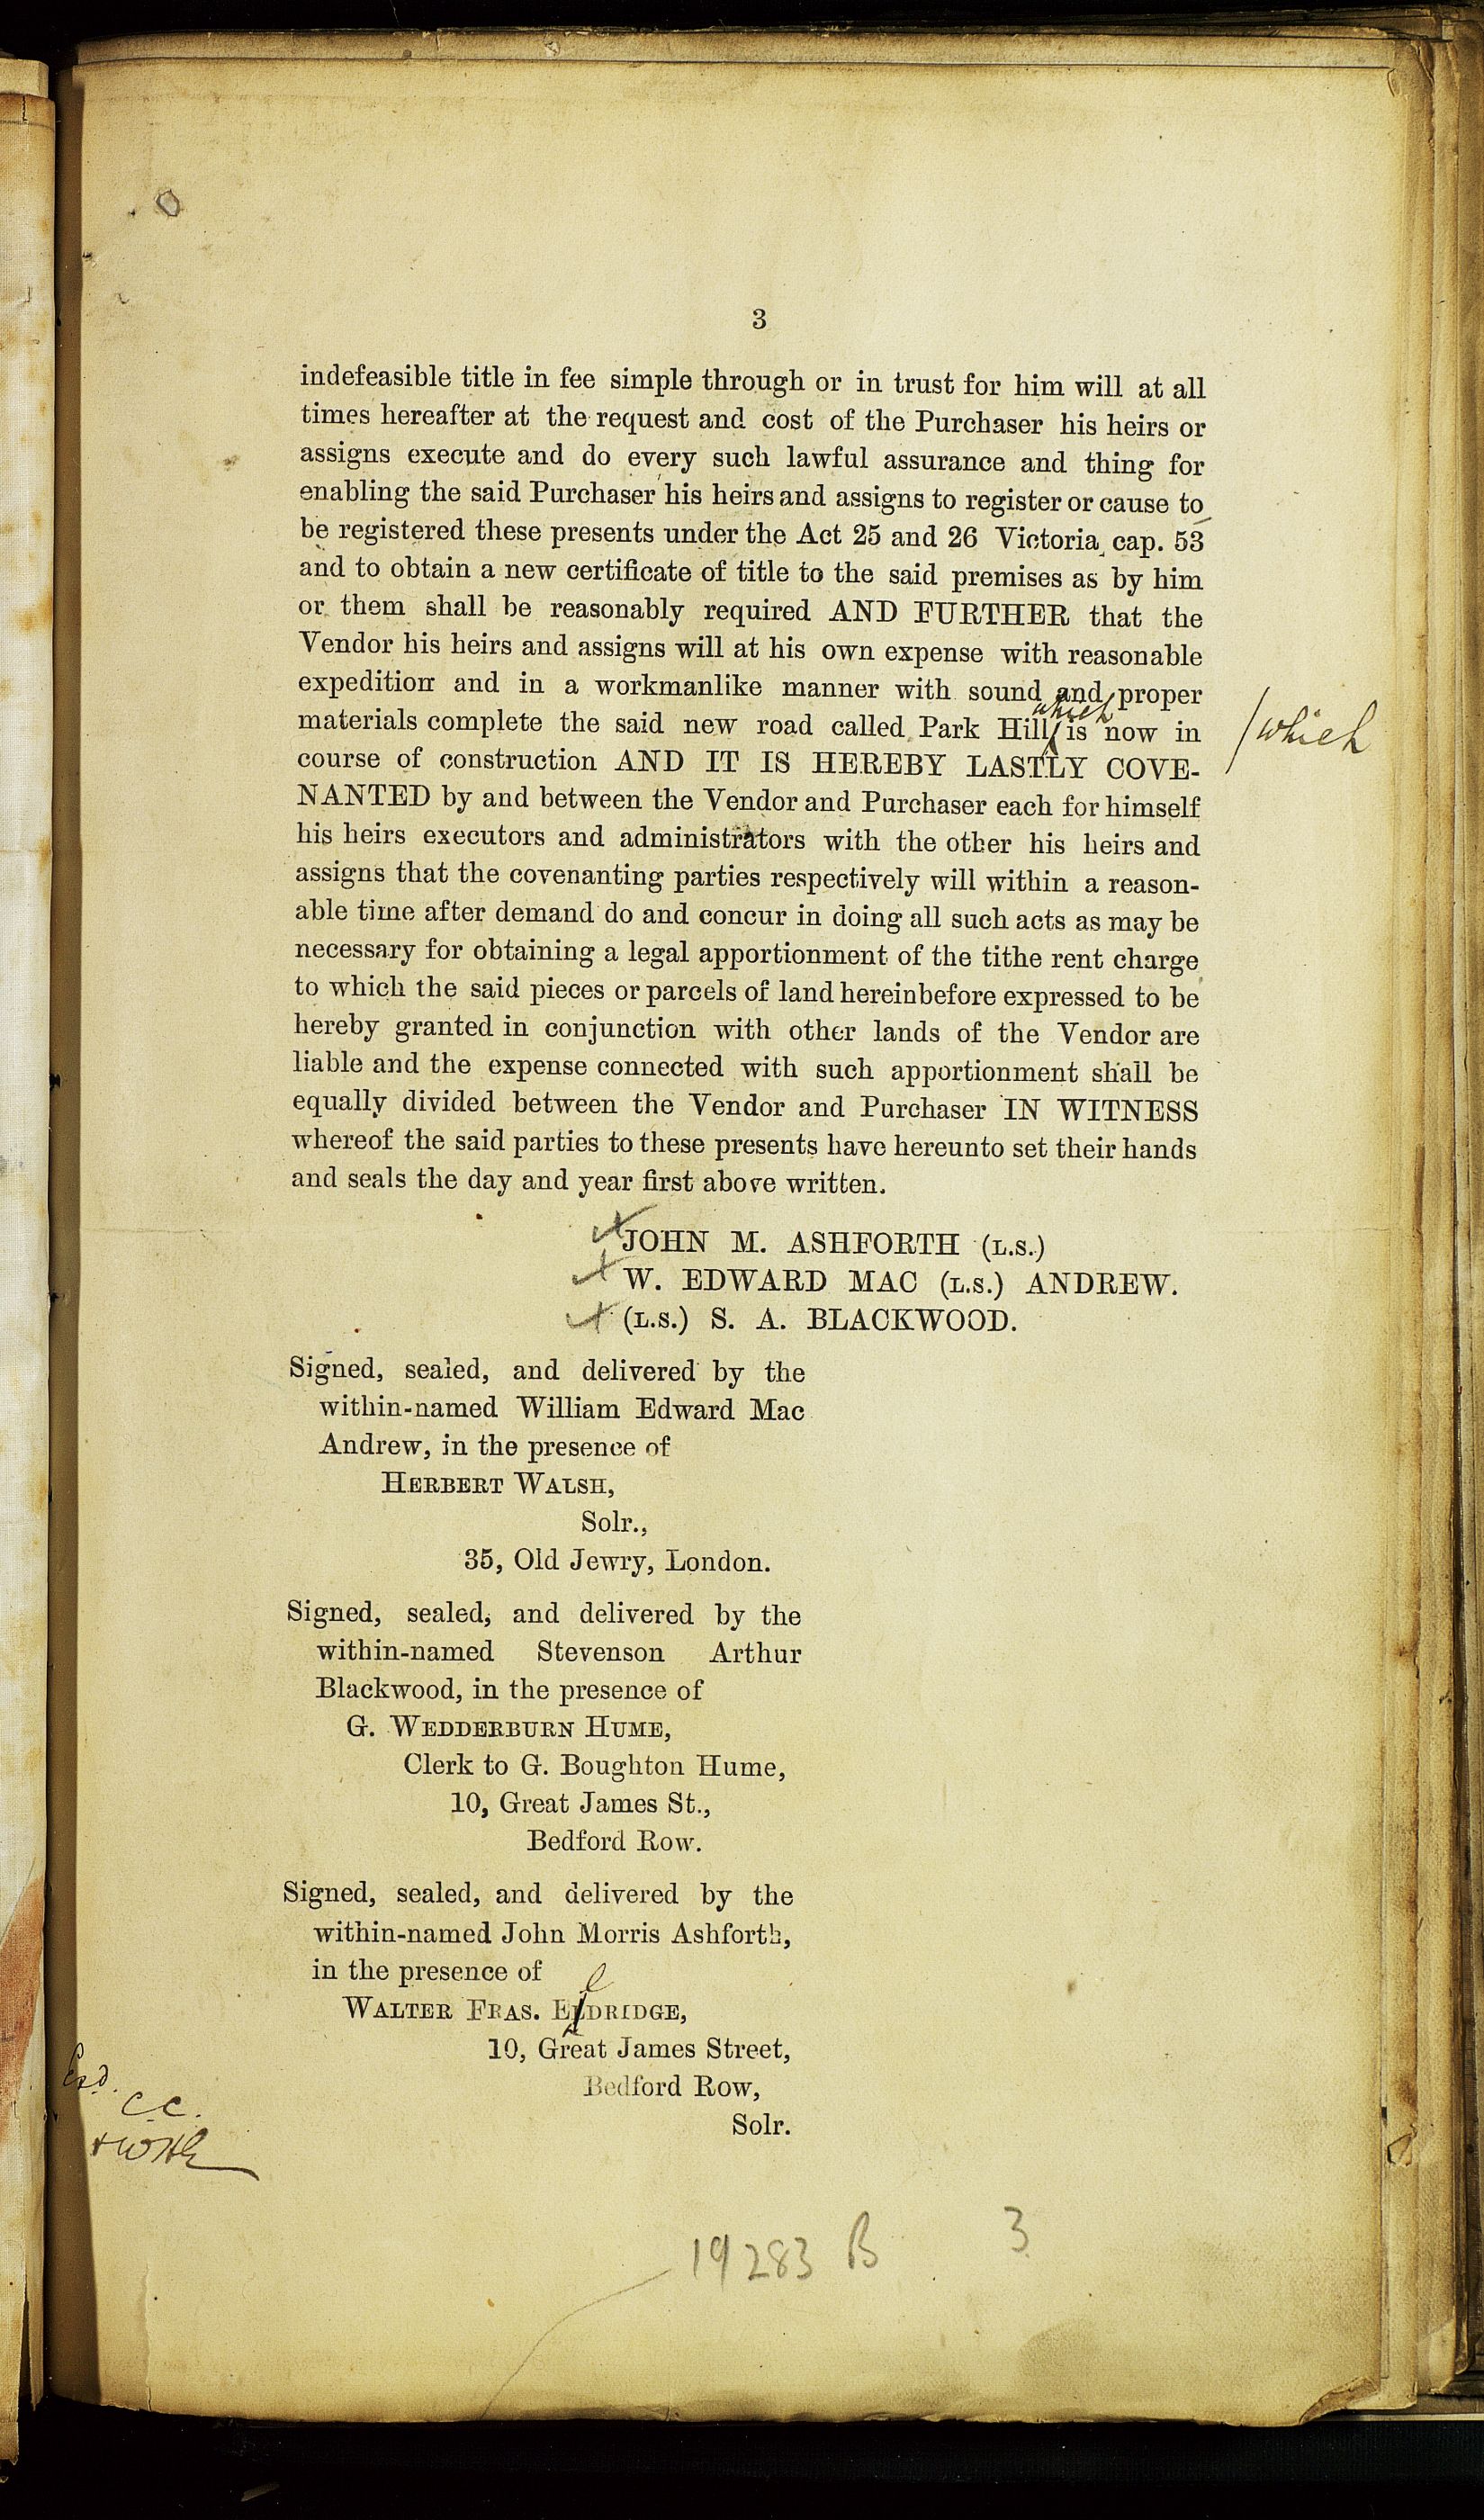 3
indefeasible title in fee simple through or in trust for him will at all
times hereafter at the request and cost of the Purchaser his heirs or
assigns execute and do every such lawful assurance and thing for
enabling the said Purchaser his heirs and assigns to register or cause to
be registered these presents under the Act 25 and 26 Victoria, cap. 53
and to obtain a new certificate of title to the said premises as by him
or them shall be reasonably required AND FURTHER that the
Vendor his heirs and assigns will at his own expense with reasonable
expedition and in a workmanlike manner with sound and proper
which
materials complete the said new road called Park Hill is now in
/which
course of construction AND IT IS HEREBY LASTLY COVE-
NANTED by and between the Vendor and Purchaser each for himself
his heirs executors and administrators with the other his heirs and
assigns that the covenanting parties respectively will within a reason-
able time after demand do and concur in doing all such acts as may be
necessary for obtaining a legal apportionment of the tithe rent charge
to which the said pieces or parcels of land hereinbefore expressed to be
hereby granted in conjunction with other lands of the Vendor are
liable and the expense connected with such apportionment shall be
equally divided between the Vendor and Purchaser IN WITNESS
whereof the said parties to these presents have hereunto set their hands
and seals the day and year first above written.
JOHN M. ASHFORTH (L.S.)
W. EDWARD MAC (L.S.) ANDREW.
(L.S.) S. A. BLACKWOOD.
Signed, sealed, and delivered by the
within-named William Edward Mac
Andrew, in the presence of
HERBERT WALSH,
Solr.,
35, Old Jewry, London.
Signed, sealed, and delivered by the
within-named Stevenson Arthur
Blackwood, in the presence of
G. WEDDERBURN HUME,
Clerk to G. Boughton Hume,
10, Great James St.,
Bedford Row.
Signed, sealed, and delivered by the
within-named John Morris Ashforth,
in the presence of
l
WALTER FRAS. ELDRIDGE,
10, Great James Street,
Bedford Row,
Solr.
c.c.
19283 B 3